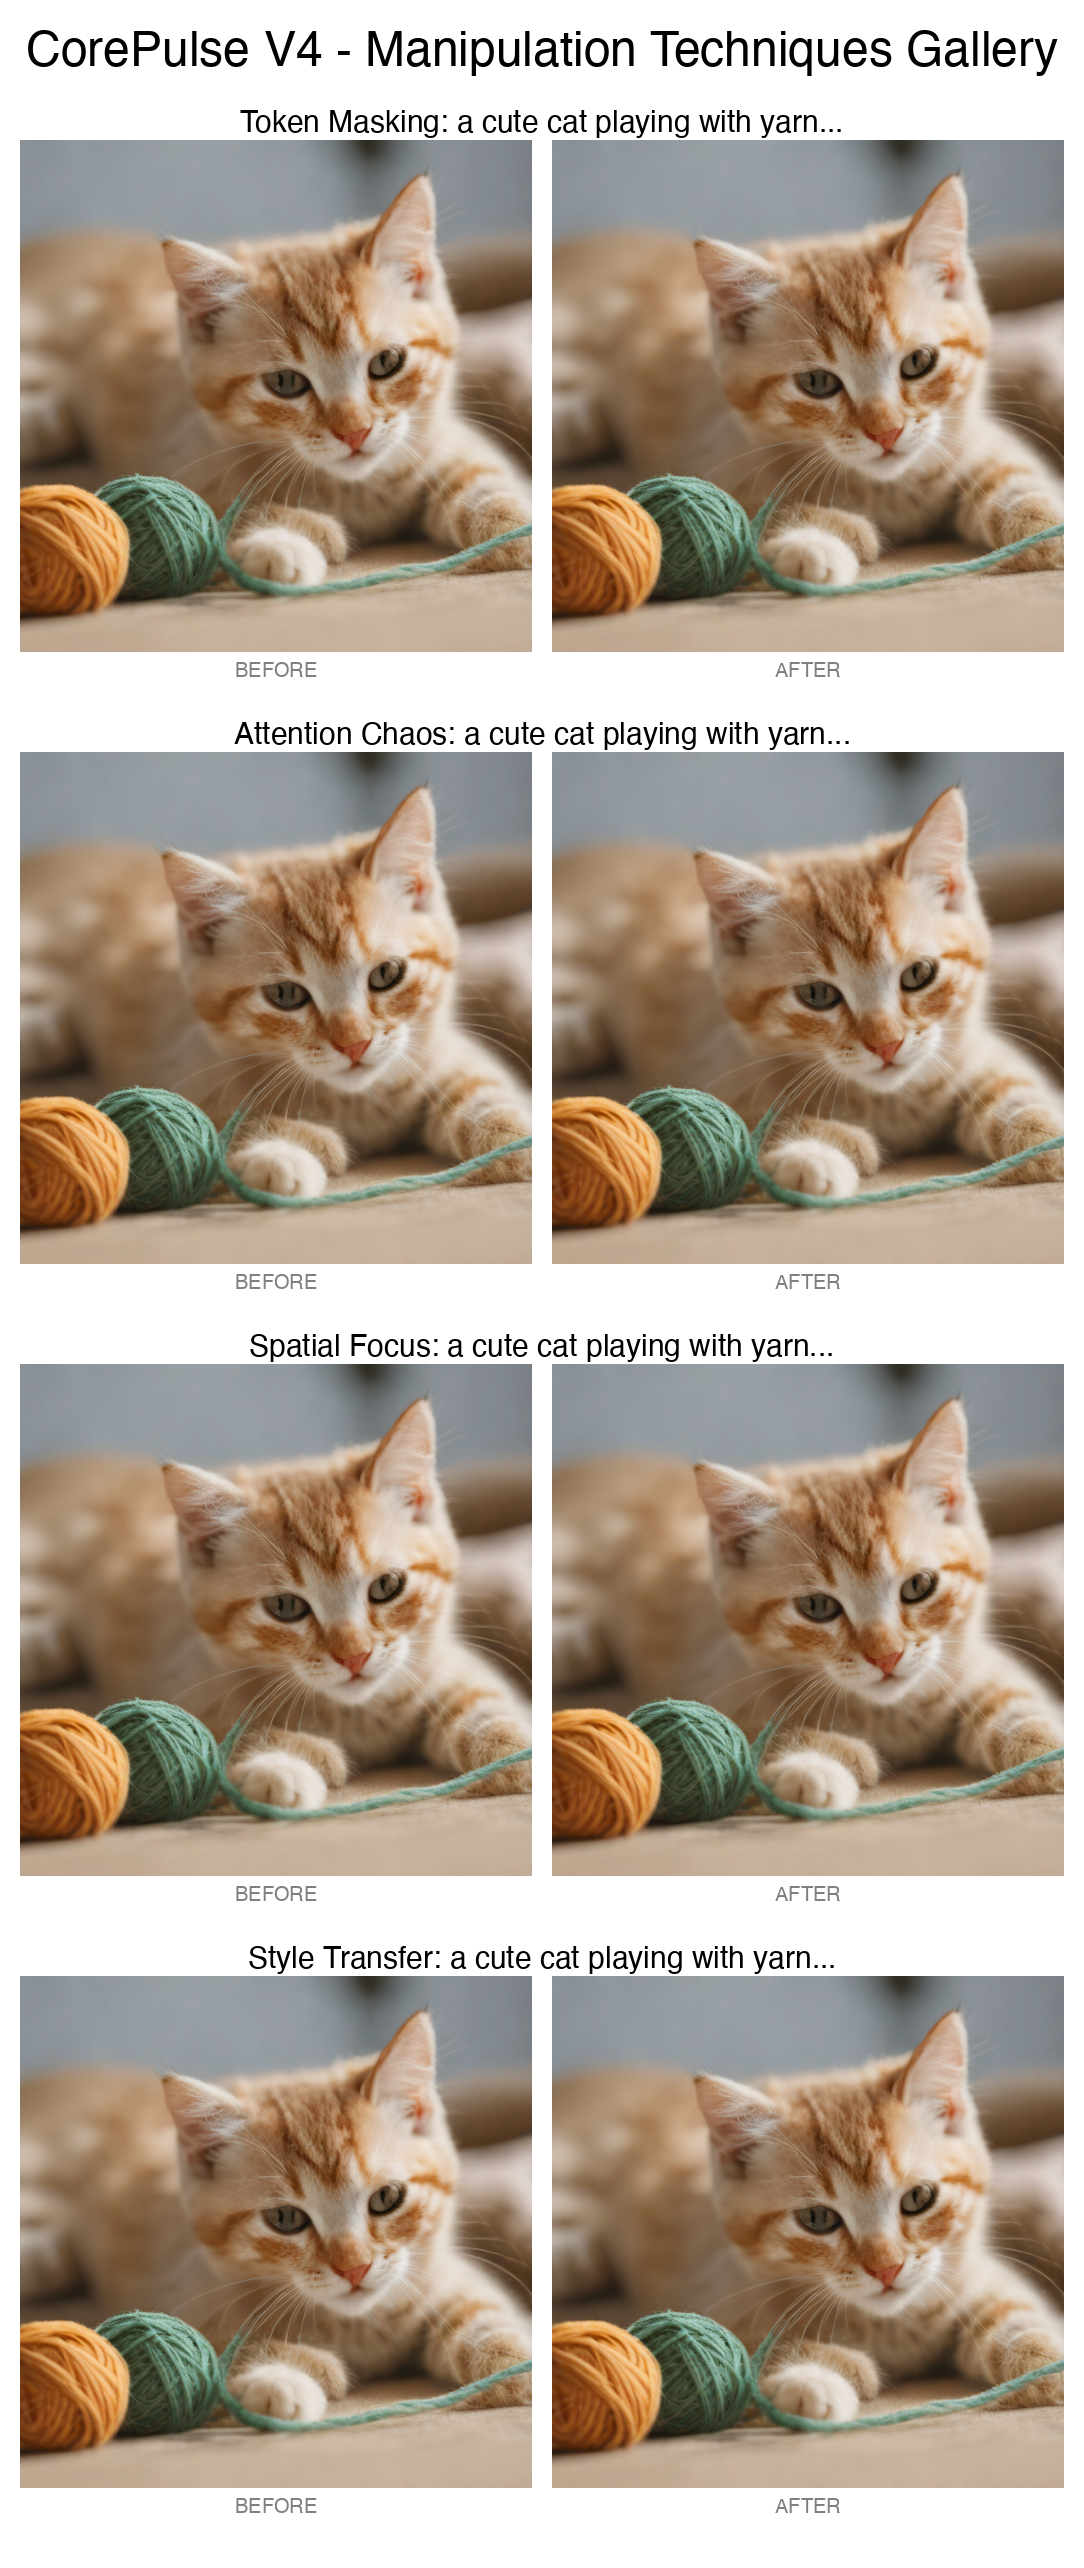 CorePulse V4 - Manipulation Techniques Gallery
Token Masking: a cute cat playing with yarn...
BEFORE AFTER
Attention Chaos: a cute cat playing with yarn...
BEFORE AFTER
Spatial Focus: a cute cat playing with yarn...
BEFORE AFTER
Style Transfer: a cute cat playing with yarn...
BEFORE AFTER